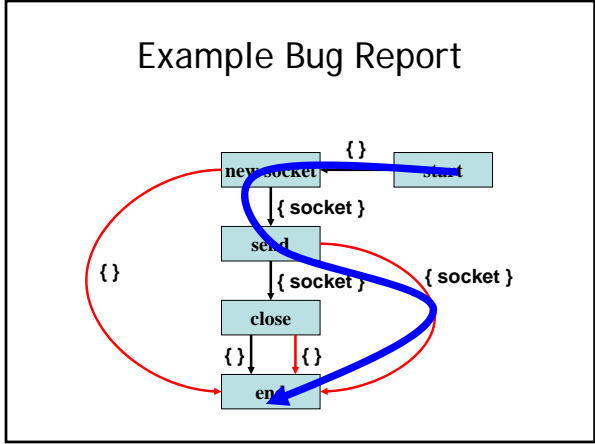 Example Bug Report
{ }
new socket
start
{ socket }
send
{ }
{ socket }
{ socket }
close
{ }
{ }
end